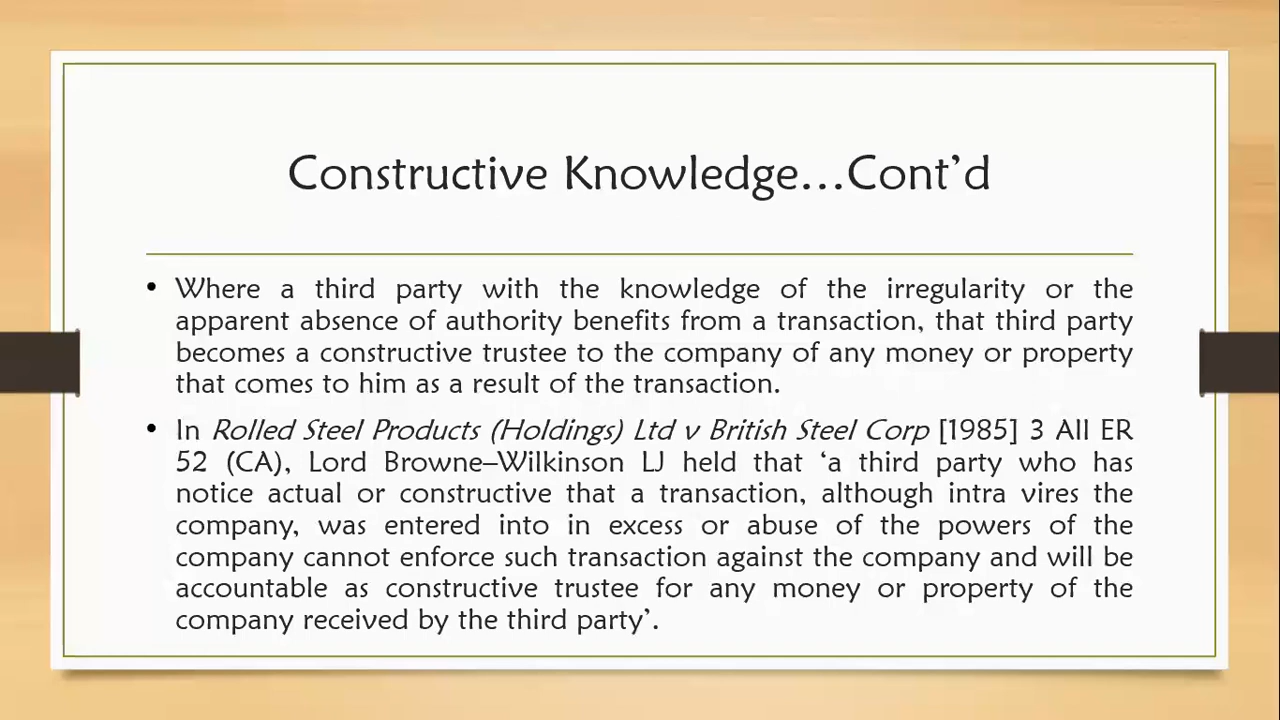 Constructive Knowledge…Cont’d
• Where a third party with the knowledge of the irregularity or the
apparent absence of authority benefits from a transaction, that third party
becomes a constructive trustee to the company of any money or property
that comes to him as a result of the transaction.
• In Rolled Steel Products (Holdings) Ltd v British Steel Corp [1985] 3 All ER
52 (CA), Lord Browne–Wilkinson LJ held that ‘a third party who has
notice actual or constructive that a transaction, although intra vires the
company, was entered into in excess or abuse of the powers of the
company cannot enforce such transaction against the company and will be
accountable as constructive trustee for any money or property of the
company received by the third party’.